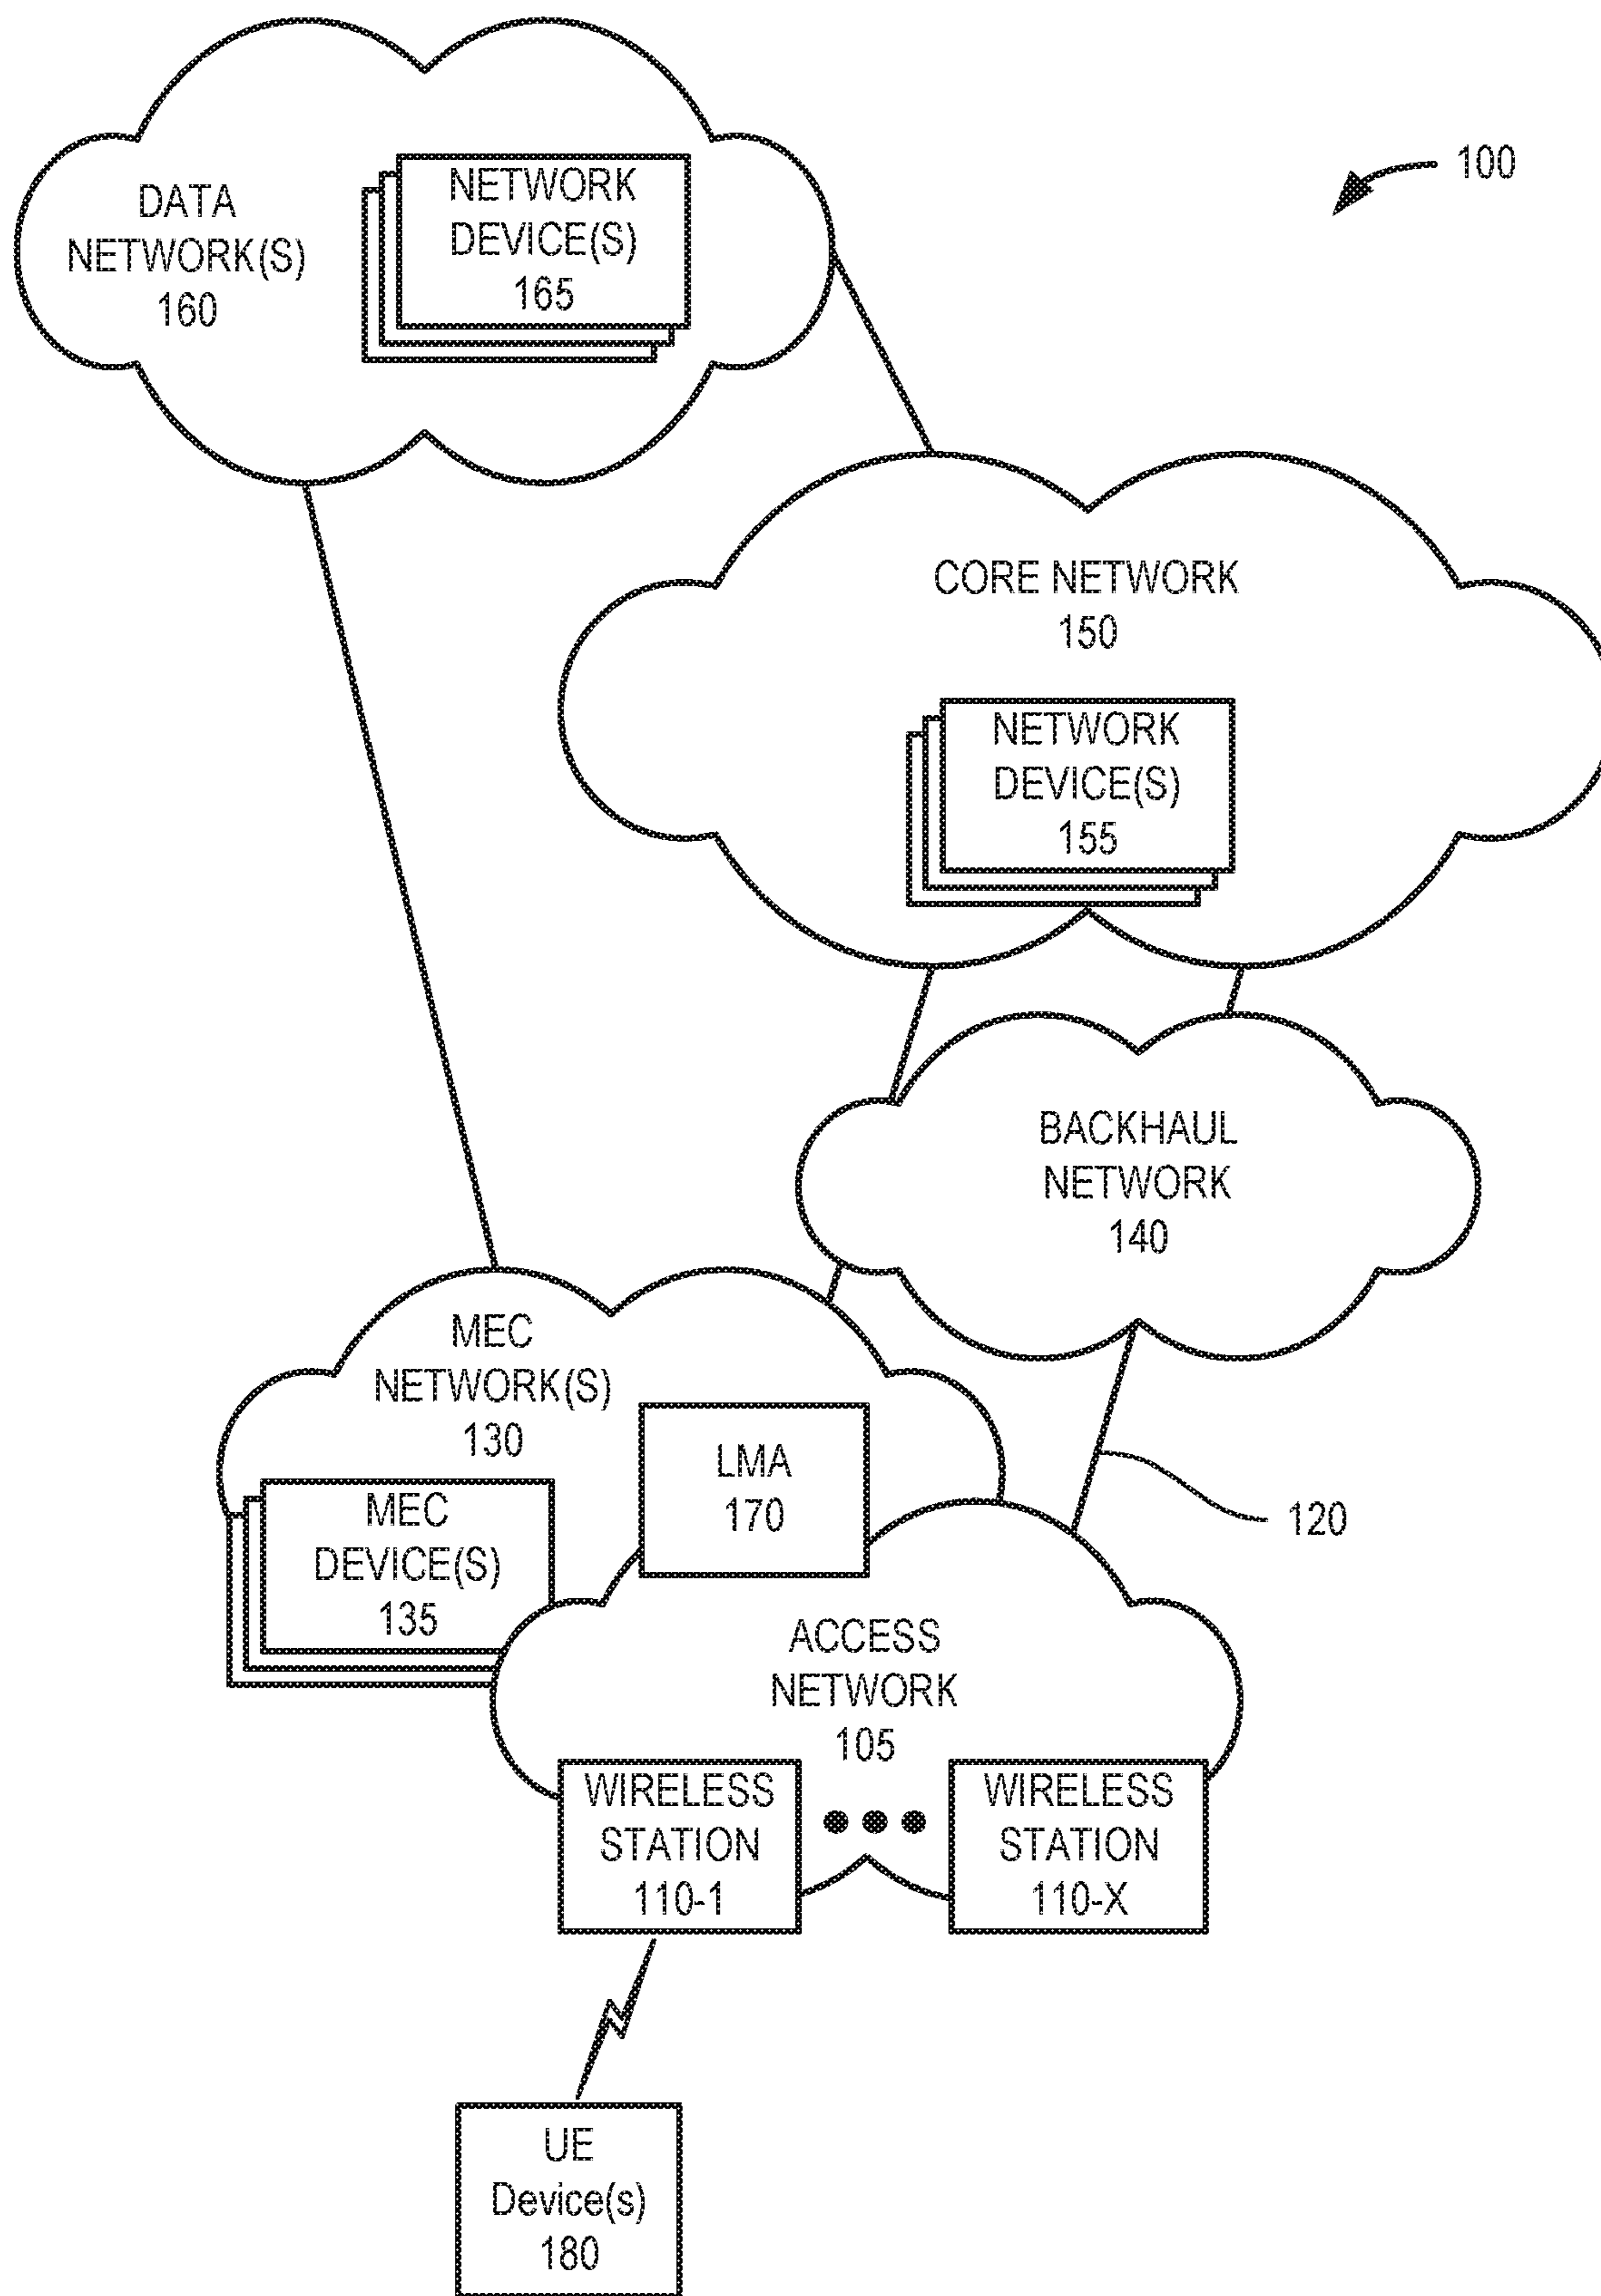 100
DATA
NETWORK(S)
160
NETWORK
DEVICE(S)
165
CORE NETWORK
150
NETWORK
DEVICE(S)
155
BACKHAUL
NETWORK
140
MEC
NETWORK(S)
130
LMA
170
120
MEC
DEVICE(S)
135
ACCESS
NETWORK
105
WIRELESS
STATION
110-1
WIRELESS
STATION
110-X
UE
Device(s)
180